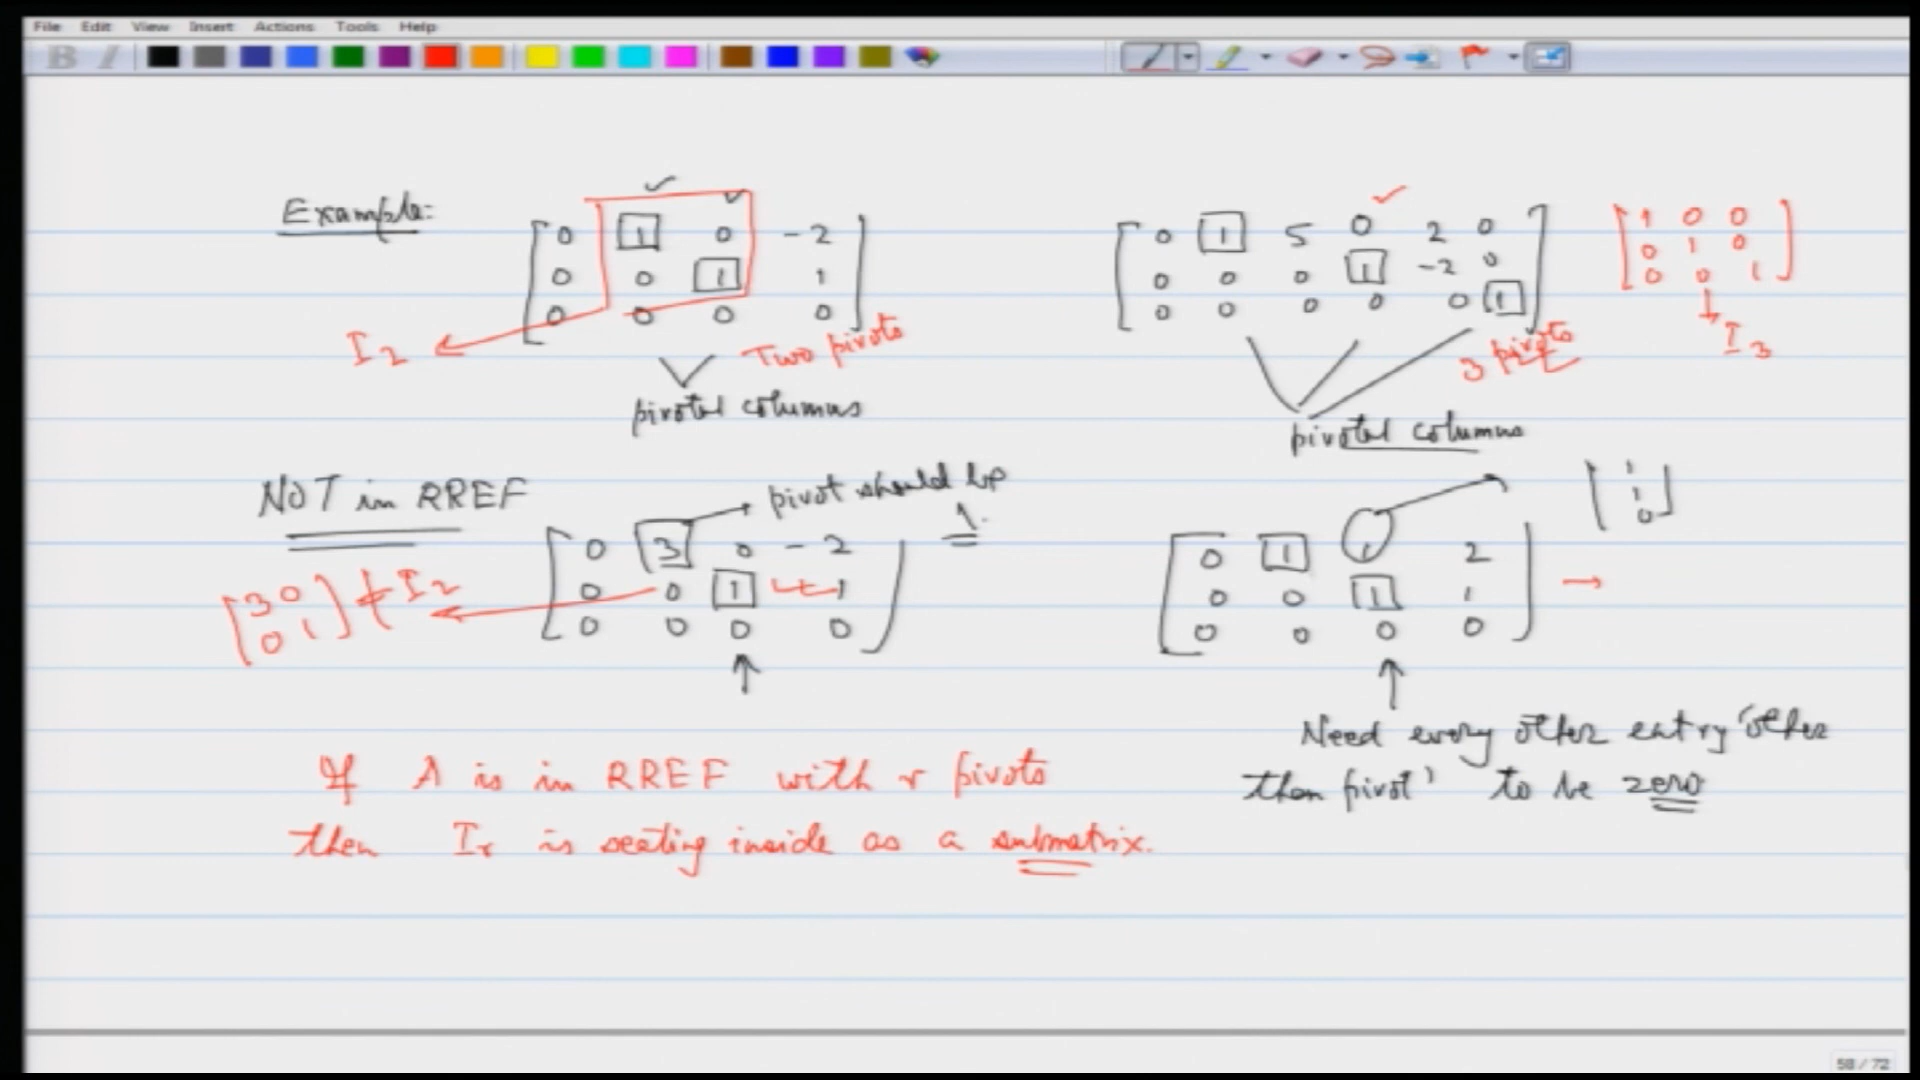 File Edit View Insert Actions Tools Help
B I
Example:
0 1 0 -2
0 0 1 1
0 0 0 0
I2
Two pivots
pivotal columns
0 1 5 0 2 0
0 0 0 1 -2 0
0 0 0 0 0 1
3 pivots
pivotal columns
1 0 0
0 1 0
0 0 1
I3
NOT in RREF
pivot should be
1.
0 3 0 -2
0 0 1 1
0 0 0 0
[3 0
0 1] ≠ I2
0 1 1 2
0 0 1 1
0 0 0 0
1
1
0
Need every other entry 'other
then pivot' to be zero
If A is in RREF with r pivots
then Ir is seating inside as a submatrix.
58 / 72